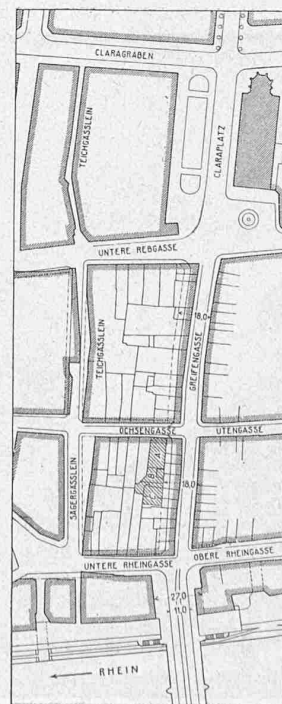 CLARAGRABEN
TEICHGÄSSLEIN
CLARAPLATZ
UNTERE REBGASSE
TEICHGÄSSLEIN
GREIFENGASSE
18,0
OCHSENGASSE
UTENGASSE
SÄGERGÄSSLEIN
18,0
UNTERE RHEINGASSE
OBERE RHEINGASSE
27,0
11,0
RHEIN